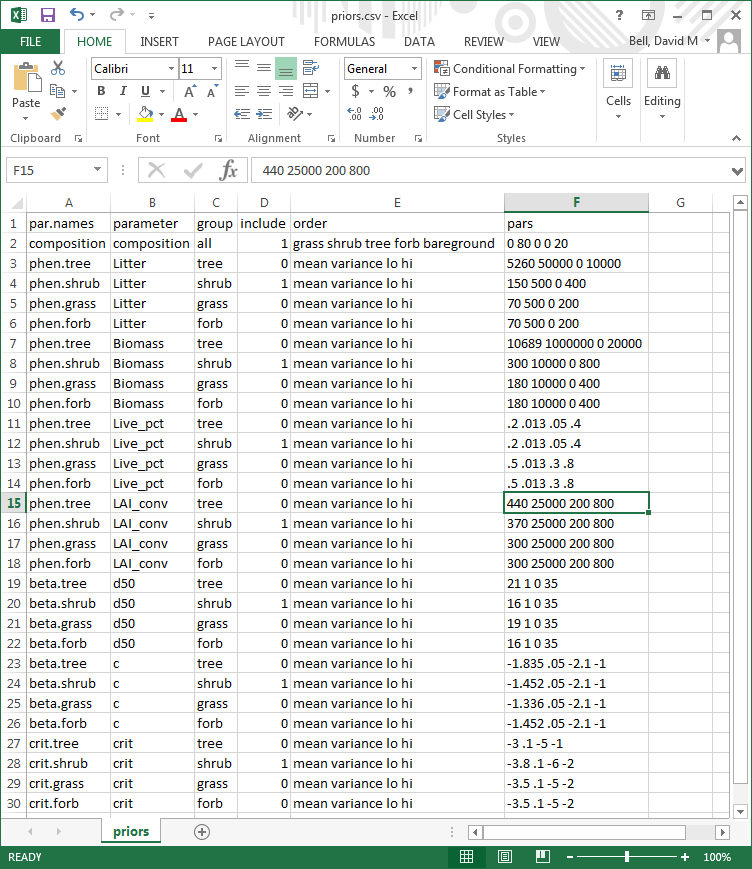 priors.csv - Excel
FILE HOME INSERT PAGE LAYOUT FORMULAS DATA REVIEW VIEW Bell, David M
Paste
Calibri 11
B I U A A
A
General
$ % ,
Conditional Formatting
Format as Table
Cell Styles
Cells
Editing
Clipboard Font Alignment Number Styles
F15 fx 440 25000 200 800
A B C D E F G
1 par.names parameter group include order pars
2 composition composition all 1 grass shrub tree forb bareground 0 80 0 0 20
3 phen.tree Litter tree 0 mean variance lo hi 5260 50000 0 10000
4 phen.shrub Litter shrub 1 mean variance lo hi 150 500 0 400
5 phen.grass Litter grass 0 mean variance lo hi 70 500 0 200
6 phen.forb Litter forb 0 mean variance lo hi 70 500 0 200
7 phen.tree Biomass tree 0 mean variance lo hi 10689 1000000 0 20000
8 phen.shrub Biomass shrub 1 mean variance lo hi 300 10000 0 800
9 phen.grass Biomass grass 0 mean variance lo hi 180 10000 0 400
10 phen.forb Biomass forb 0 mean variance lo hi 180 10000 0 400
11 phen.tree Live_pct tree 0 mean variance lo hi .2 .013 .05 .4
12 phen.shrub Live_pct shrub 1 mean variance lo hi .2 .013 .05 .4
13 phen.grass Live_pct grass 0 mean variance lo hi .5 .013 .3 .8
14 phen.forb Live_pct forb 0 mean variance lo hi .5 .013 .3 .8
15 phen.tree LAI_conv tree 0 mean variance lo hi 440 25000 200 800
16 phen.shrub LAI_conv shrub 1 mean variance lo hi 370 25000 200 800
17 phen.grass LAI_conv grass 0 mean variance lo hi 300 25000 200 800
18 phen.forb LAI_conv forb 0 mean variance lo hi 300 25000 200 800
19 beta.tree d50 tree 0 mean variance lo hi 21 1 0 35
20 beta.shrub d50 shrub 1 mean variance lo hi 16 1 0 35
21 beta.grass d50 grass 0 mean variance lo hi 19 1 0 35
22 beta.forb d50 forb 0 mean variance lo hi 16 1 0 35
23 beta.tree c tree 0 mean variance lo hi -1.835 .05 -2.1 -1
24 beta.shrub c shrub 1 mean variance lo hi -1.452 .05 -2.1 -1
25 beta.grass c grass 0 mean variance lo hi -1.336 .05 -2.1 -1
26 beta.forb c forb 0 mean variance lo hi -1.452 .05 -2.1 -1
27 crit.tree crit tree 0 mean variance lo hi -3 .1 -5 -1
28 crit.shrub crit shrub 1 mean variance lo hi -3.8 .1 -6 -2
29 crit.grass crit grass 0 mean variance lo hi -3.5 .1 -5 -2
30 crit.forb crit forb 0 mean variance lo hi -3.5 .1 -5 -2
priors
READY 100%